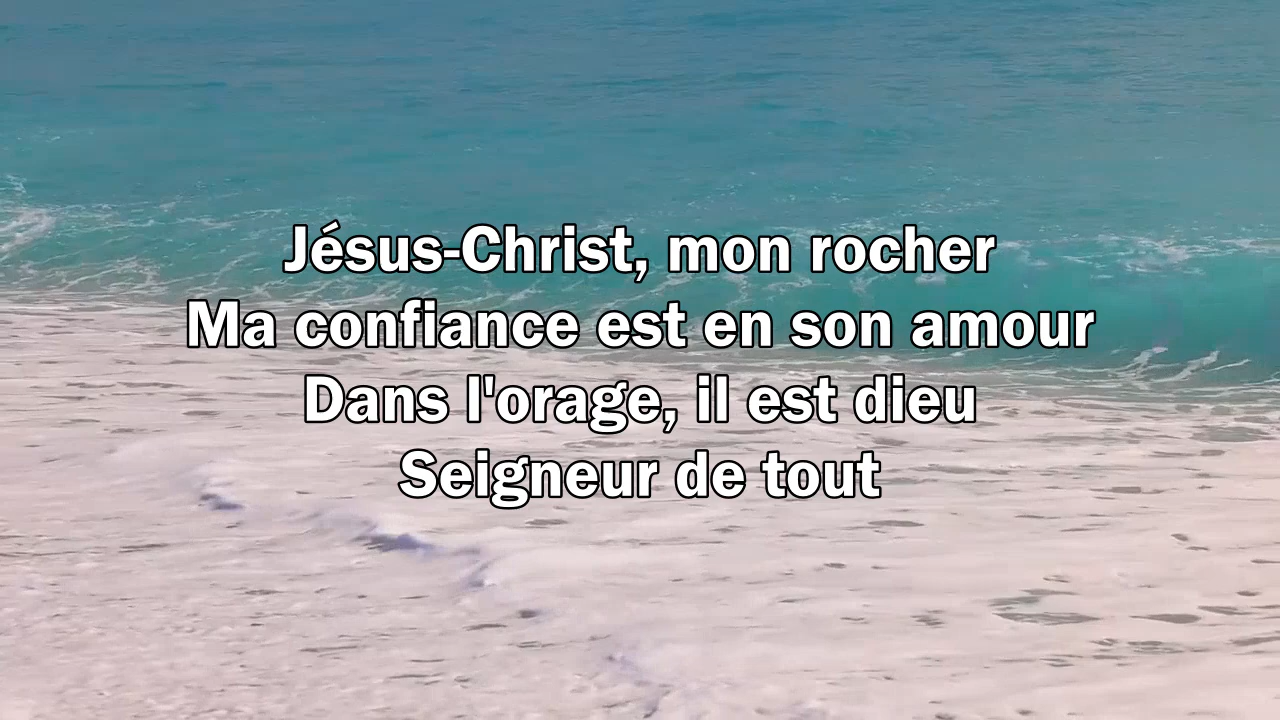 Jésus-Christ, mon rocher
Ma confiance est en son amour
Dans l'orage, il est dieu
Seigneur de tout